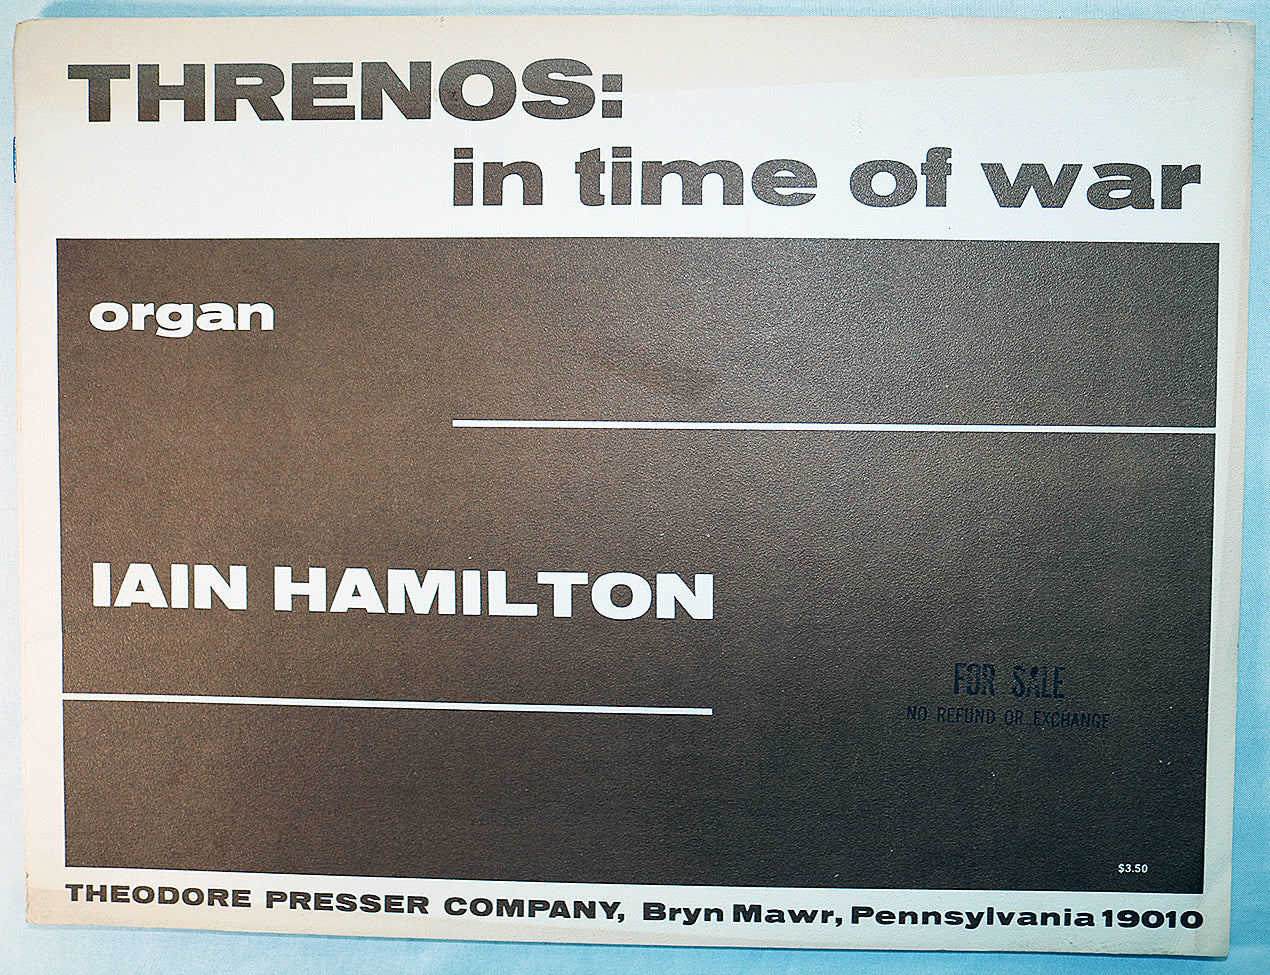 THRENOS:
in time of war
organ
IAIN HAMILTON
FOR SALE
NO REFUND OR EXCHANGE
$3.50
THEODORE PRESSER COMPANY, Bryn Mawr, Pennsylvania 19010